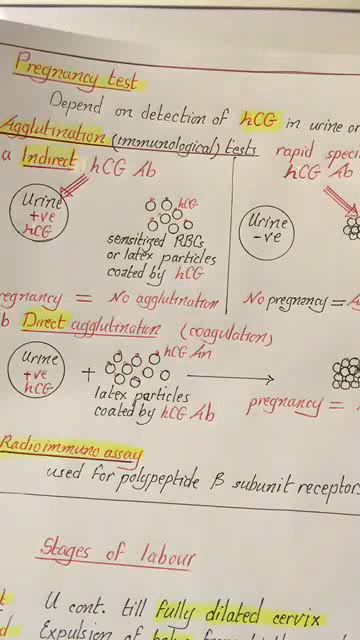 Pregnancy test
Depend on detection of hCG in urine or
Agglutination (immunological) tests rapid speci
a Indirect hCG Ab hCG Ab
Urine +ve hCG
hCG
sensitized RBCs or latex particles coated by hCG
Urine -ve
regnancy = No agglutination
No pregnancy = A
b Direct agglutination (coagulation)
Urine +ve hCG
+
hCG An
latex particles coated by hCG Ab
pregnancy =
Radioimmuno assay
used for polypeptide β subunit receptor
Stages of labour
t U cont. till fully dilated cervix
d Expulsion of